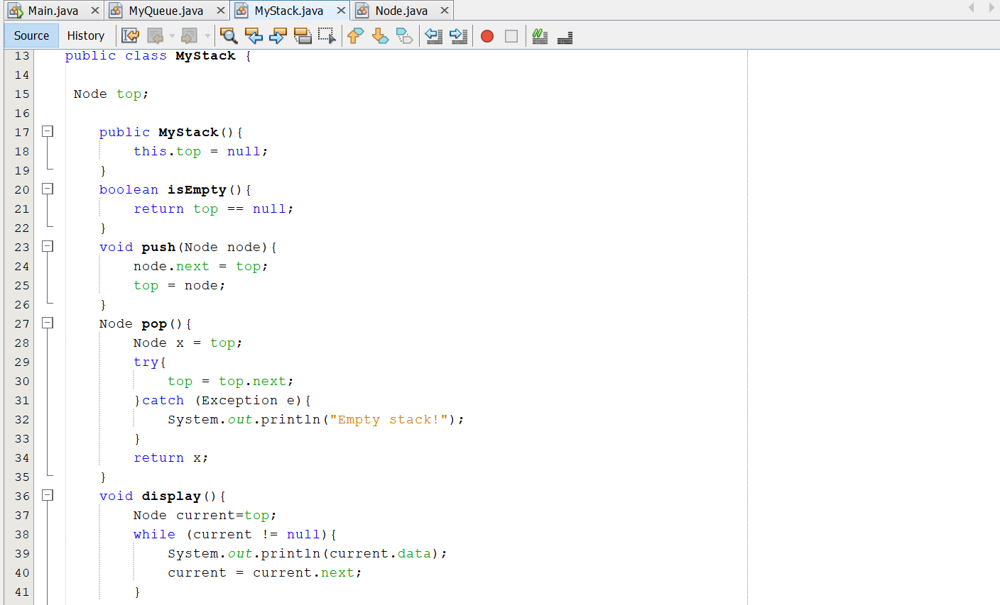 Main.java MyQueue.java MyStack.java Node.java
Source History
13 public class MyStack {
14
15 Node top;
16
17 public MyStack(){
18 this.top = null;
19 }
20 boolean isEmpty(){
21 return top == null;
22 }
23 void push(Node node){
24 node.next = top;
25 top = node;
26 }
27 Node pop(){
28 Node x = top;
29 try{
30 top = top.next;
31 }catch (Exception e){
32 System.out.println("Empty stack!");
33 }
34 return x;
35 }
36 void display(){
37 Node current=top;
38 while (current != null){
39 System.out.println(current.data);
40 current = current.next;
41 }